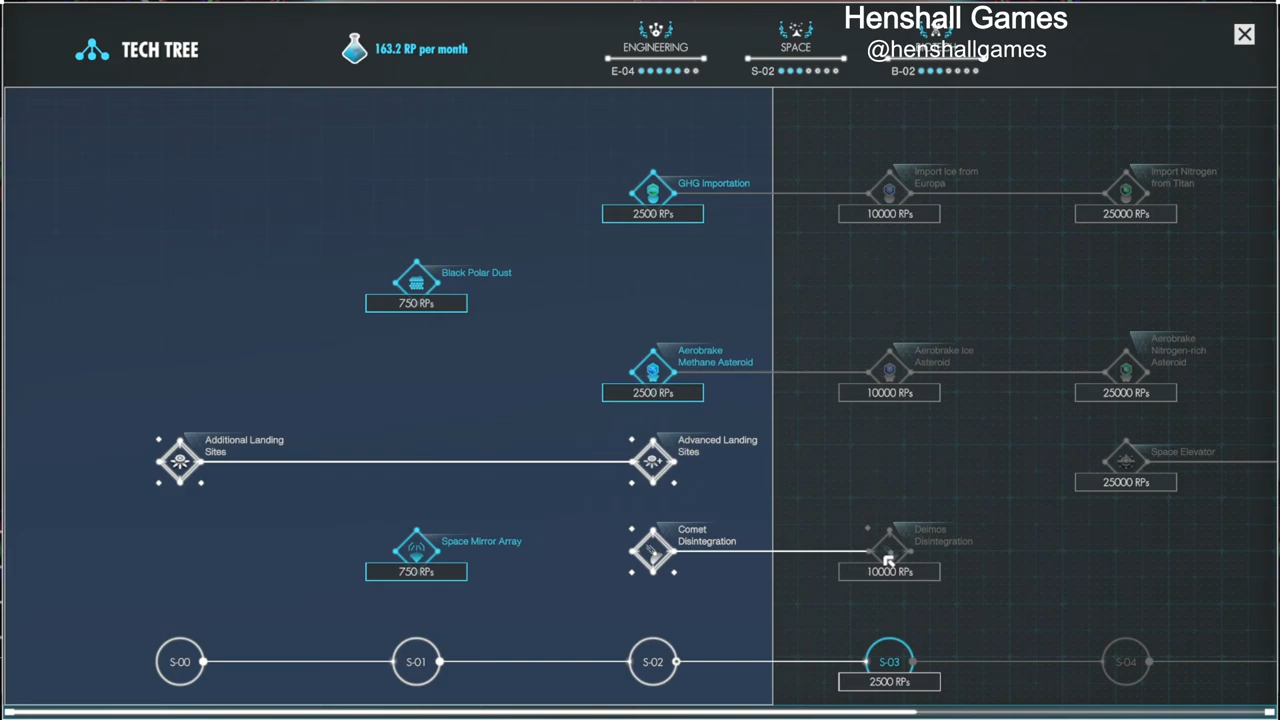 Henshall Games
@henshallgames
TECH TREE
163.2 RP per month
ENGINEERING
E-04
SPACE
S-02
B-02
GHG Importation
2500 RPs
Import Ice from
Europa
10000 RPs
Import Nitrogen
from Titan
25000 RPs
Black Polar Dust
750 RPs
Aerobrake
Methane Asteroid
2500 RPs
Aerobrake Ice
Asteroid
10000 RPs
Aerobrake
Nitrogen-rich
Asteroid
25000 RPs
Additional Landing
Sites
Advanced Landing
Sites
Space Elevator
25000 RPs
Space Mirror Array
750 RPs
Comet
Disintegration
Deimos
Disintegration
10000 RPs
S-00
S-01
S-02
S-03
2500 RPs
S-04